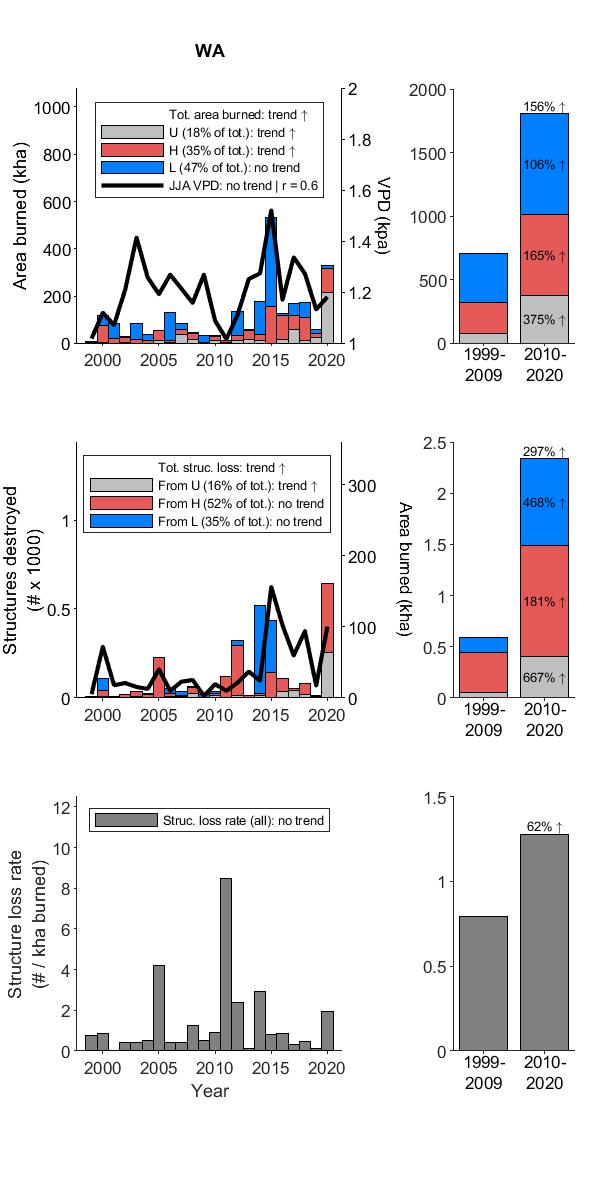 WA
Area burned (kha)
1000
800
600
400
200
0
Tot. area burned: trend ↑
U (18% of tot.): trend ↑
H (35% of tot.): trend ↑
L (47% of tot.): no trend
JJA VPD: no trend | r = 0.6
2
1.8
1.6
1.4
1.2
1
VPD (kpa)
2000 2005 2010 2015 2020
2000
1500
1000
500
0
156% ↑
106% ↑
165% ↑
375% ↑
1999-
2009
2010-
2020
Structures destroyed
(# x 1000)
1
0.5
0
Tot. struc. loss: trend ↑
From U (16% of tot.): trend ↑
From H (52% of tot.): no trend
From L (35% of tot.): no trend
300
200
100
0
Area burned (kha)
2000 2005 2010 2015 2020
2.5
2
1.5
1
0.5
0
297% ↑
468% ↑
181% ↑
667% ↑
1999-
2009
2010-
2020
Structure loss rate
(# / kha burned)
12
10
8
6
4
2
0
Struc. loss rate (all): no trend
2000 2005 2010 2015 2020
Year
1.5
1
0.5
0
62% ↑
1999-
2009
2010-
2020